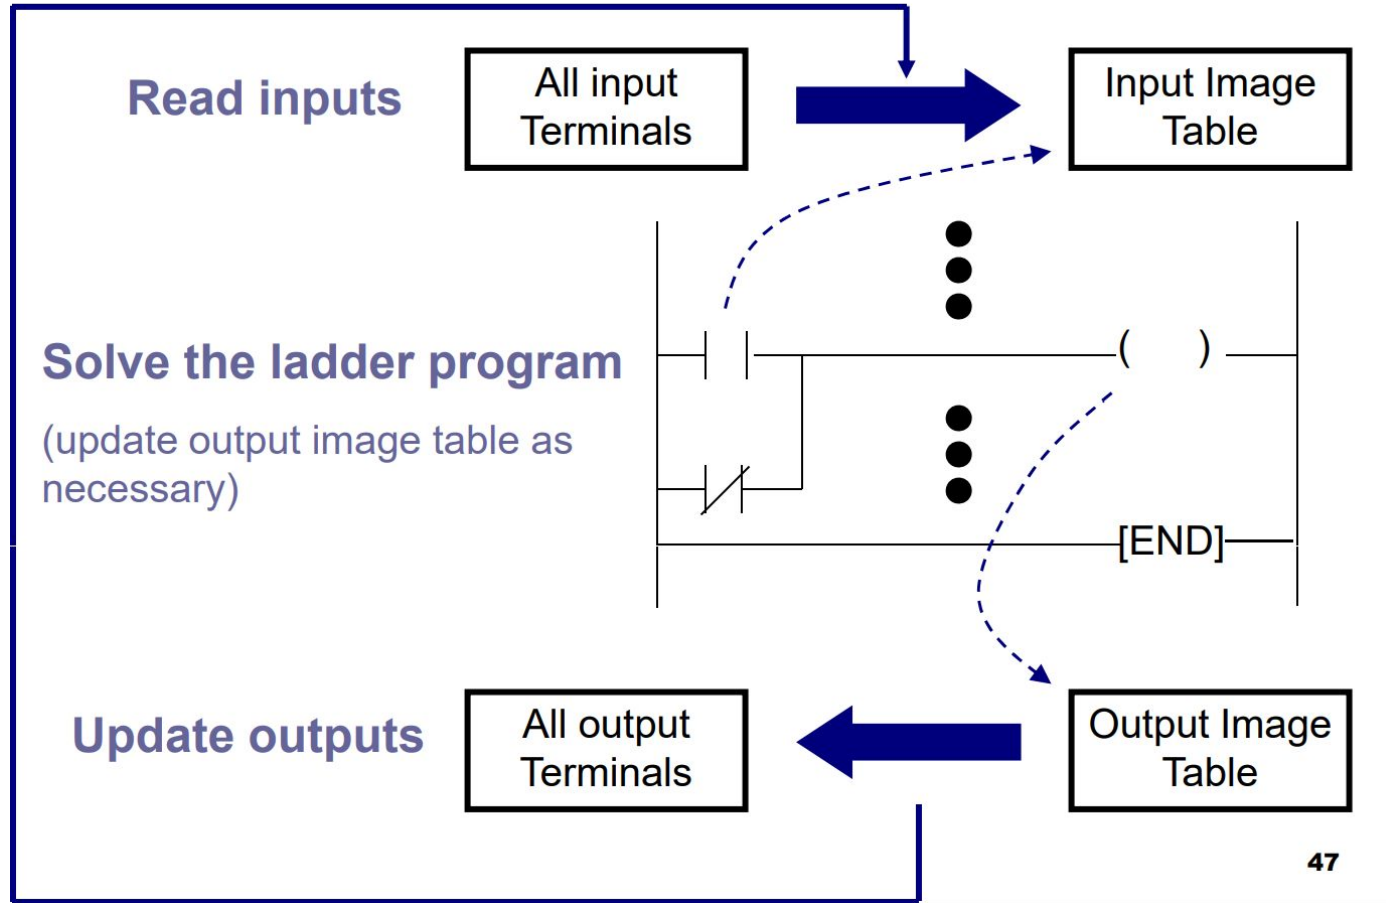 Read inputs
All input
Terminals
Input Image
Table
Solve the ladder program
(update output image table as
necessary)
( )
[END]
Update outputs
All output
Terminals
Output Image
Table
47